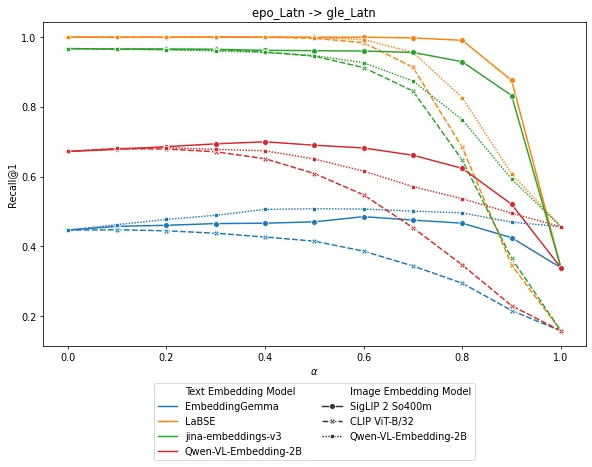 epo_Latn -> gle_Latn
Recall@1
1.0
0.8
0.6
0.4
0.2
0.0 0.2 0.4 0.6 0.8 1.0
α
Text Embedding Model Image Embedding Model
EmbeddingGemma SigLIP 2 So400m
LaBSE CLIP ViT-B/32
jina-embeddings-v3 Qwen-VL-Embedding-2B
Qwen-VL-Embedding-2B